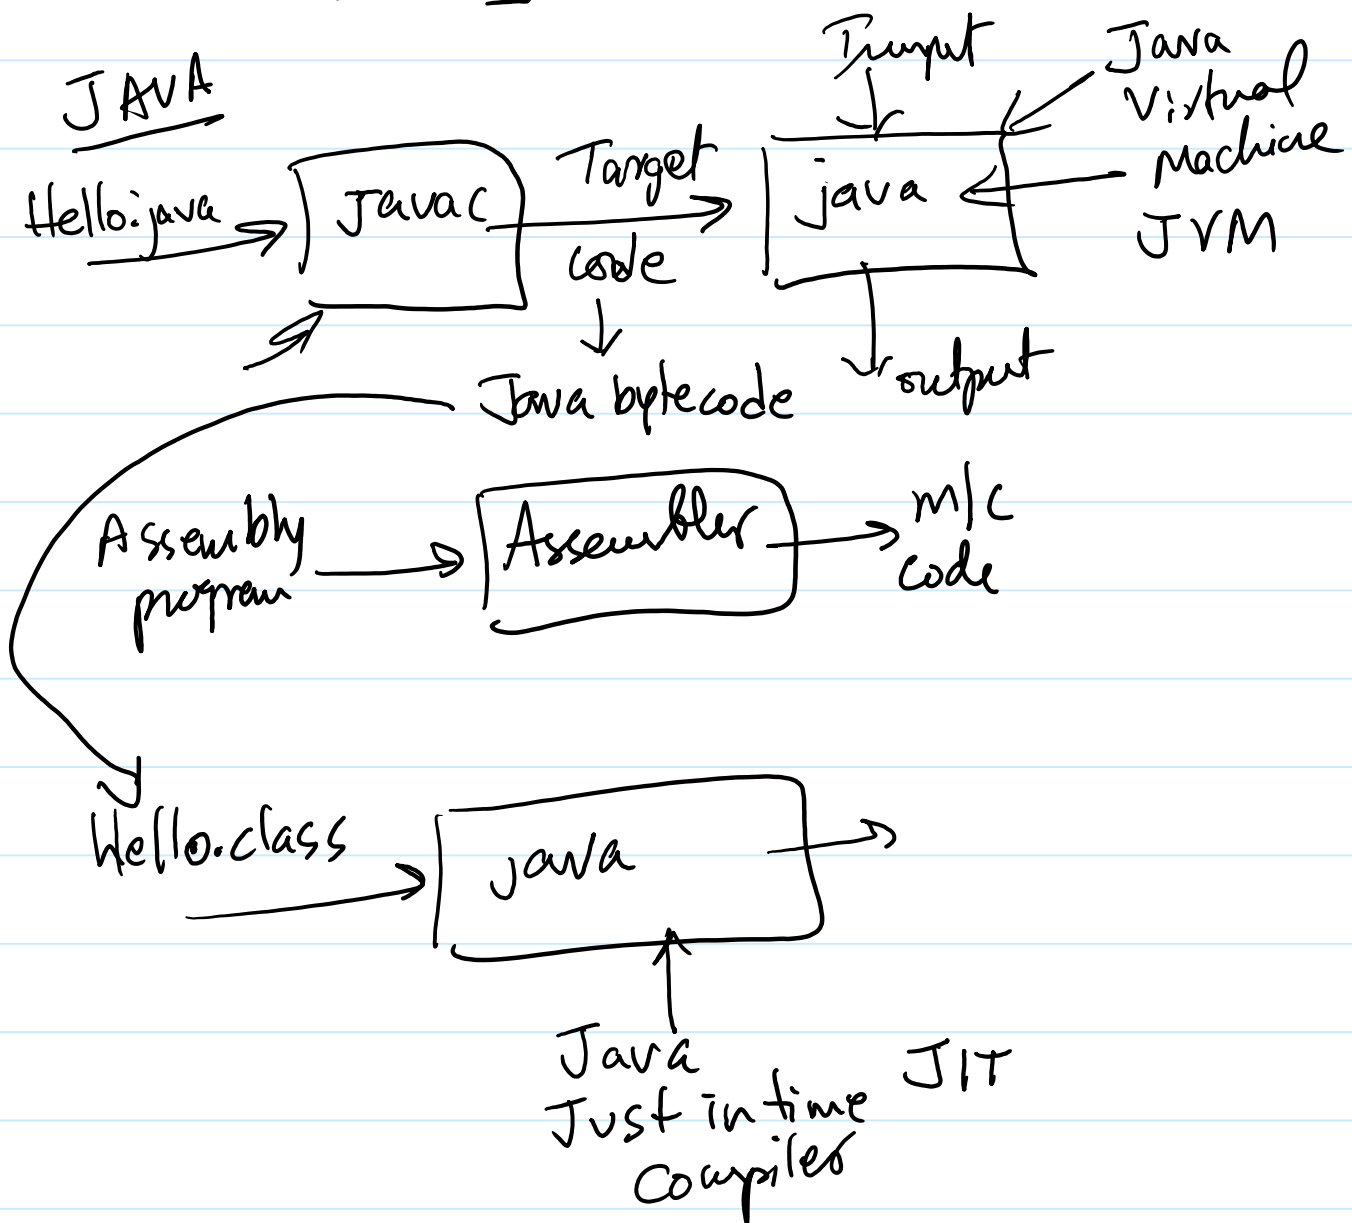 JAVA
Hello.java
Javac
Target
code
Java bytecode
Input
java
output
Java
Virtual
Machine
JVM
Assembly
program
Assembler
m/c
code
Hello.class
java
Java
Just in time
Compiler
JIT